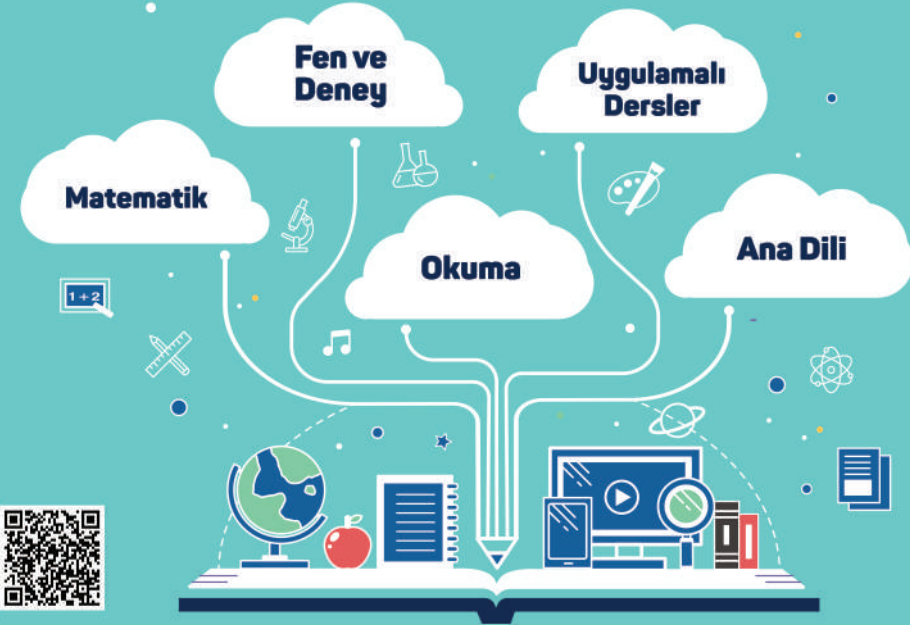 Fen ve
Deney
Uygulamalı
Dersler
Matematik
Okuma
Ana Dili
1+2